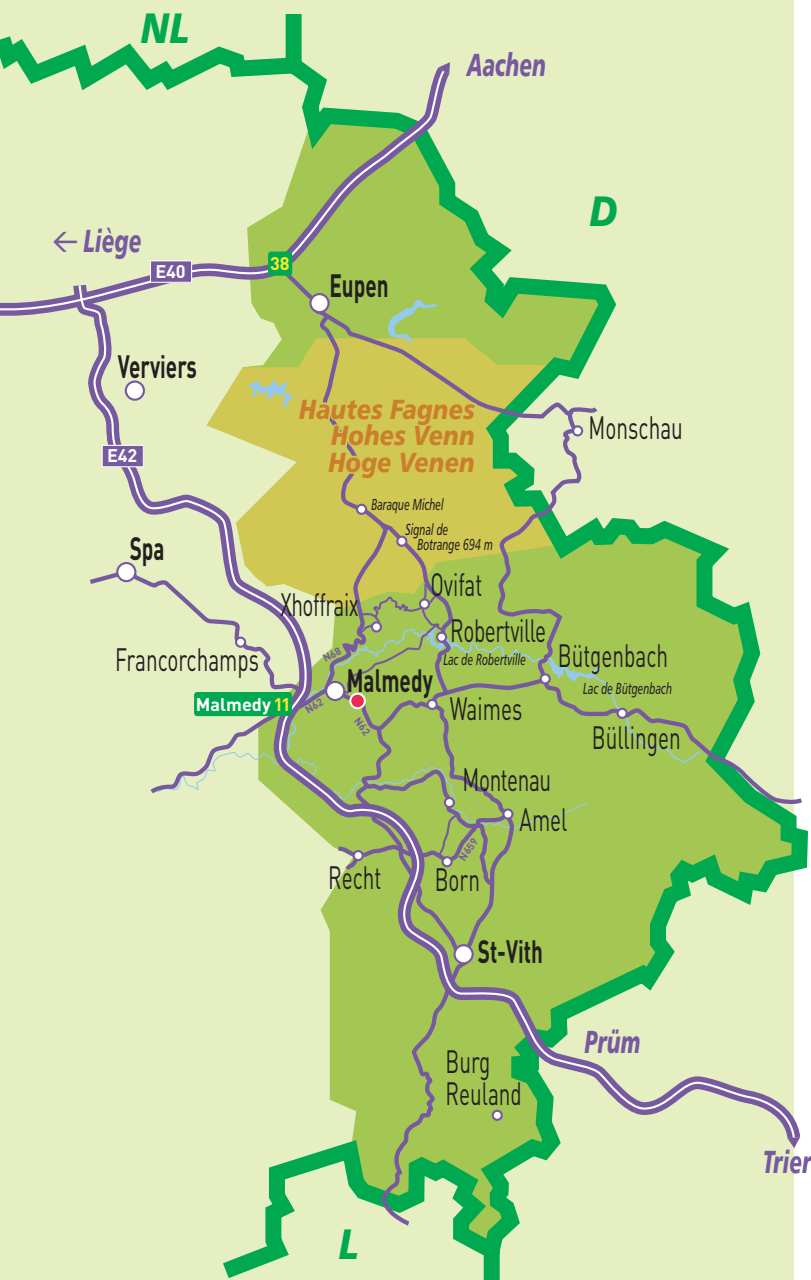 NL
Aachen
D
← Liège
E40
38
Eupen
Verviers
Hautes Fagnes
Hohes Venn
Hoge Venen
Monschau
E42
Baraque Michel
Signal de
Botrange 694 m
Spa
Ovifat
Xhoffraix
Robertville
N68
Francorchamps
Lac de Robertville
Bütgenbach
Malmedy
Lac de Bütgenbach
Malmedy 11
N62
N62
Waimes
Büllingen
Montenau
Amel
N659
Recht
Born
St-Vith
Prüm
Burg
Reuland
Trier
L